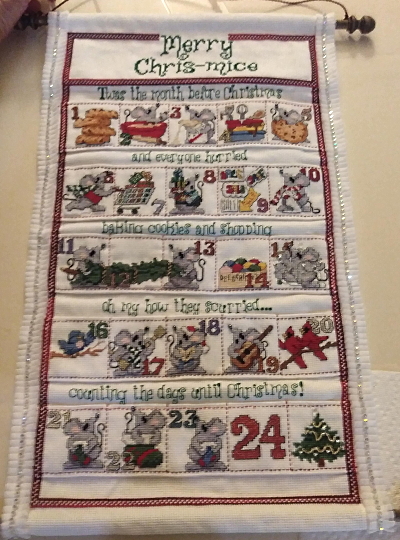 Merry
Chris-mice
Twas the month before Christmas
1 2 3 4 5
and everyone hurried
6 7 8 9 10
baking cookies and shopping
11 12 13 14 15
oh my how they scurried...
16 17 18 19 20
counting the days until Christmas!
21 22 23 24